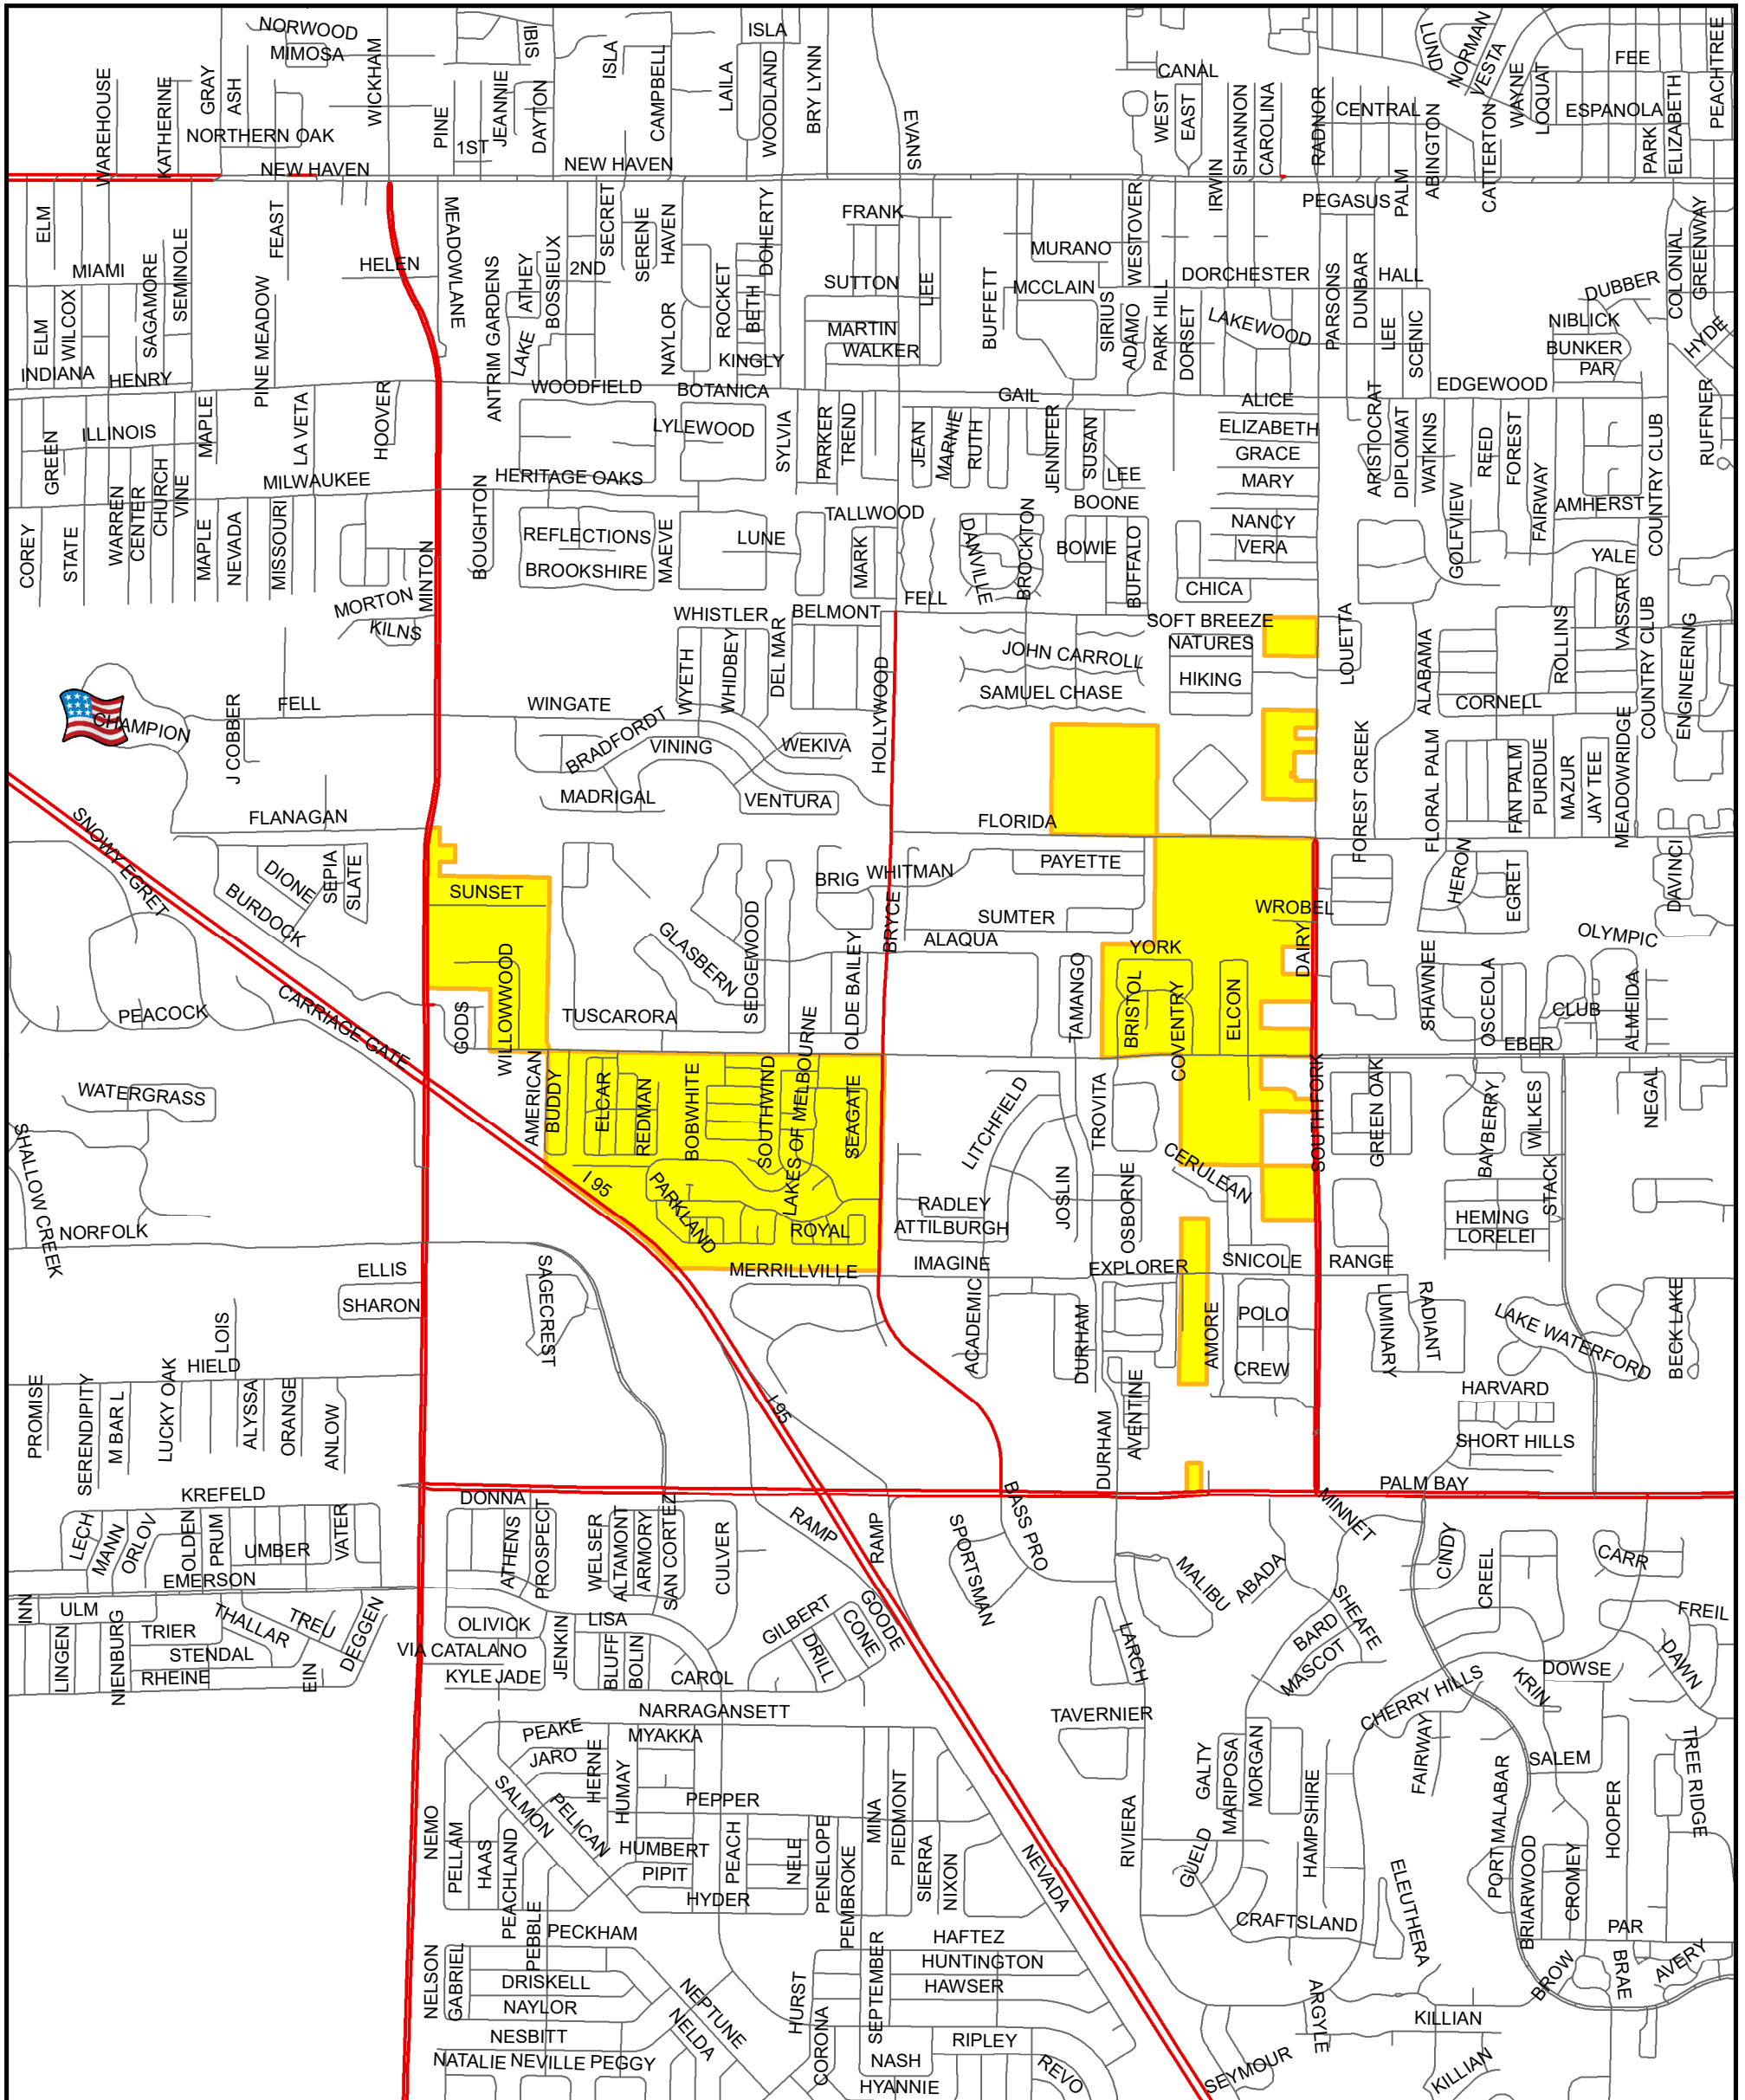 NORWOOD
MIMOSA
WICKHAM
IBIS
ISLA
CAMPBELL
ISLA
LAILA
WOODLAND
BRY LYNN
EVANS
CANAL
WEST
EAST
SHANNON
CAROLINA
RADNOR
CENTRAL
LUND
NORMAN
VESTA
WAYNE
LOQUAT
FEE
ESPANOLA
PARK
ELIZABETH
PEACHTREE
WAREHOUSE
KATHERINE
GRAY
ASH
NORTHERN OAK
PINE
1ST
JEANNIE
DAYTON
NEW HAVEN
NEW HAVEN
IRWIN
PALM
ABINGTON
CATTERTON
ELM
FEAST
MEADOWLANE
SECRET
SERENE
HAVEN
DOHERTY
FRANK
MURANO
WESTOVER
PEGASUS
COLONIAL
GREENWAY
MIAMI
SAGAMORE
SEMINOLE
HELEN
ATHEY
BOSSIEUX
2ND
ROCKET
BETH
SUTTON
LEE
BUFFETT
MCCLAIN
SIRIUS
ADAMO
PARK HILL
DORSET
DORCHESTER
LAKEWOOD
PARSONS
DUNBAR
HALL
LEE
SCENIC
DUBBER
NIBLICK
BUNKER
PAR
HYDE
ELM
WILCOX
INDIANA
HENRY
PINE MEADOW
ANTRIM GARDENS
LAKE
NAYLOR
KINGLY
MARTIN
WALKER
WOODFIELD
BOTANICA
GAIL
EDGEWOOD
RUFFNER
GREEN
ILLINOIS
MAPLE
LA VETA
HOOVER
LYLEWOOD
SYLVIA
PARKER
TREND
JEAN
MARNIE
RUTH
JENNIFER
SUSAN
LEE
ALICE
ELIZABETH
GRACE
MARY
ARISTOCRAT
DIPLOMAT
WATKINS
REED
FOREST
FAIRWAY
COUNTRY CLUB
MILWAUKEE
HERITAGE OAKS
BOONE
AMHERST
COREY
STATE
WARREN
CENTER
CHURCH
VINE
MAPLE
NEVADA
MISSOURI
MINTON
BOUGHTON
REFLECTIONS
BROOKSHIRE
MAEVE
LUNE
TALLWOOD
MARK
DANVILLE
BROCKTON
BOWIE
BUFFALO
NANCY
VERA
CHICA
GOLFVIEW
YALE
VASSAR
MORTON
KILNS
WHISTLER
BELMONT
FELL
SOFT BREEZE
NATURES
HIKING
LOUETTA
ALABAMA
ROLLINS
COUNTRY CLUB
ENGINEERING
WYETH
WHIDBEY
DEL MAR
HOLLYWOOD
JOHN CARROLL
SAMUEL CHASE
CORNELL
CHAMPION
J COBBER
FELL
WINGATE
BRADFORDT
VINING
WEKIVA
MADRIGAL
VENTURA
FOREST CREEK
FLORAL PALM
FAN PALM
PURDUE
MAZUR
JAY TEE
MEADOWRIDGE
SNOWY EGRET
FLANAGAN
FLORIDA
BURDOCK
DIONE
SEPIA
SLATE
SUNSET
BRIG
WHITMAN
PAYETTE
SUMTER
WROBEL
HERON
EGRET
DAVINCI
GLASBERN
SEDGEWOOD
OLDE BAILEY
BRYCE
ALAQUA
YORK
DAIRY
OLYMPIC
PEACOCK
CARRIAGE GATE
GODS
WILLOWWOOD
TUSCARORA
TAMANGO
BRISTOL
COVENTRY
ELCON
SHAWNEE
OSCEOLA
CLUB
ALMEIDA
EBER
WATERGRASS
AMERICAN
BUDDY
ELCAR
REDMAN
BOBWHITE
SOUTHWIND
LAKES OF MELBOURNE
SEAGATE
LITCHFIELD
TROVITA
SOUTH FORK
GREEN OAK
BAYBERRY
WILKES
NEGAL
SHALLOW CREEK
I 95
PARKLAND
ROYAL
RADLEY
ATTILBURGH
JOSLIN
OSBORNE
CERULEAN
STACK
HEMING
LORELEI
NORFOLK
MERRILLVILLE
IMAGINE
EXPLORER
SNICOLE
RANGE
ELLIS
SHARON
SAGECREST
ACADEMIC
DURHAM
AMORE
POLO
CREW
LUMINARY
RADIANT
LAKE WATERFORD
BECK LAKE
LOIS
HIELD
PROMISE
SERENDIPITY
M BAR L
LUCKY OAK
ALYSSA
ORANGE
ANLOW
I 95
DURHAM
AVENTINE
HARVARD
SHORT HILLS
PALM BAY
KREFELD
DONNA
BASS PRO
MINNET
LECH
MANN
ORLOV
OLDEN
PRUM
UMBER
VATER
ATHENS
PROSPECT
WELSER
ALTAMONT
ARMORY
SAN CORTEZ
CULVER
RAMP
RAMP
SPORTSMAN
MALIBU
ABADA
CINDY
CREEL
CARR
EMERSON
INN
ULM
LINGEN
NIENBURG
TRIER
STENDAL
RHEINE
THALLAR
TREU
EIN
DEGGEN
OLIVICK
VIA CATALANO
KYLE JADE
JENKIN
LISA
BLUFF
BOLIN
CAROL
GILBERT
DRILL
CONE
GOODE
LARCH
BARD
MASCOT
SHEAFE
FREIL
DAWN
DOWSE
KRIN
CHERRY HILLS
NARRAGANSETT
TAVERNIER
PEAKE
JARO
MYAKKA
HERNE
HUMAY
SALMON
PELICAN
PEPPER
GALTY
MARIPOSA
MORGAN
HAMPSHIRE
FAIRWAY
SALEM
TREE RIDGE
NEMO
PELLAM
HAAS
PEACHLAND
HUMBERT
PIPIT
HYDER
PEACH
NELE
PENELOPE
PEMBROKE
MINA
PIEDMONT
SIERRA
NIXON
NEVADA
RIVIERA
GUELD
PORT MALABAR
BRIARWOOD
CROMEY
HOOPER
PEBBLE
PECKHAM
CRAFTSLAND
ELEUTHERA
PAR
NELSON
GABRIEL
DRISKELL
NAYLOR
NESBITT
NEPTUNE
NELDA
HURST
CORONA
SEPTEMBER
HAFTEZ
HUNTINGTON
HAWSER
ARGYLE
KILLIAN
BROW
BRAE
AVERY
NATALIE
NEVILLE
PEGGY
RIPLEY
NASH
HYANNIE
REVO
SEYMOUR
KILLIAN